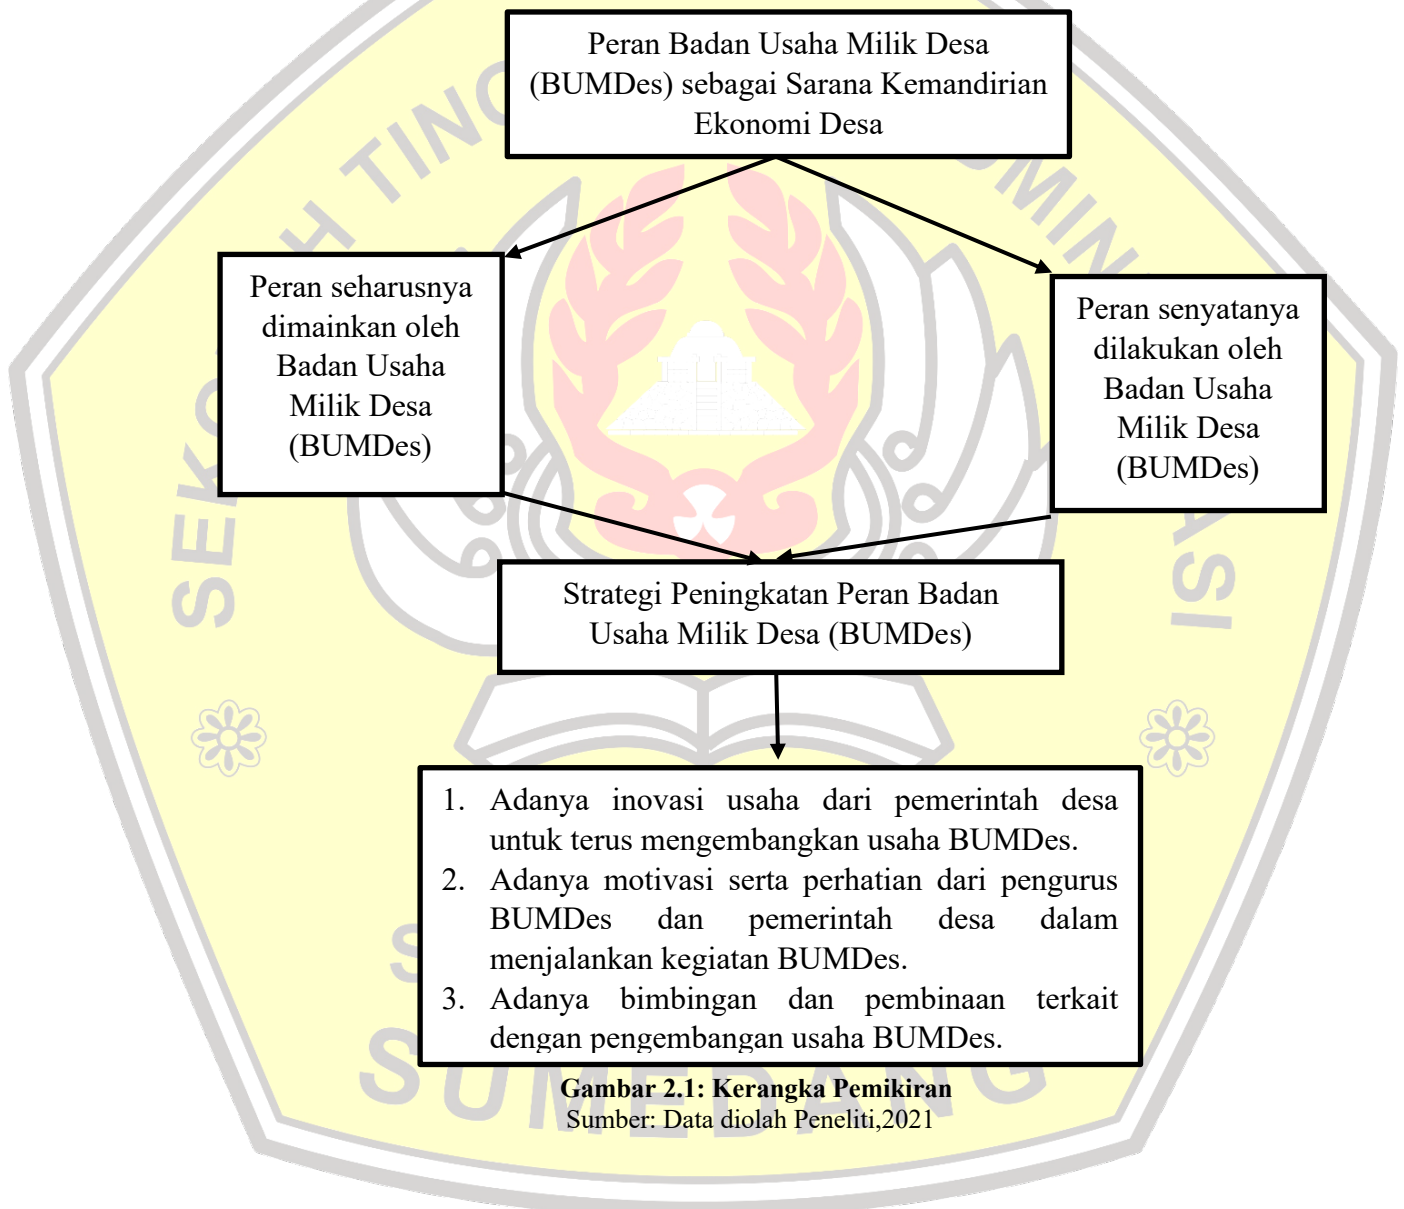 Peran Badan Usaha Milik Desa
(BUMDes) sebagai Sarana Kemandirian
Ekonomi Desa
Peran seharusnya
dimainkan oleh
Badan Usaha
Milik Desa
(BUMDes)
Peran senyatanya
dilakukan oleh
Badan Usaha
Milik Desa
(BUMDes)
Strategi Peningkatan Peran Badan
Usaha Milik Desa (BUMDes)
1. Adanya inovasi usaha dari pemerintah desa
untuk terus mengembangkan usaha BUMDes.
2. Adanya motivasi serta perhatian dari pengurus
BUMDes dan pemerintah desa dalam
menjalankan kegiatan BUMDes.
3. Adanya bimbingan dan pembinaan terkait
dengan pengembangan usaha BUMDes.
Gambar 2.1: Kerangka Pemikiran
Sumber: Data diolah Peneliti,2021
SUMEDANG